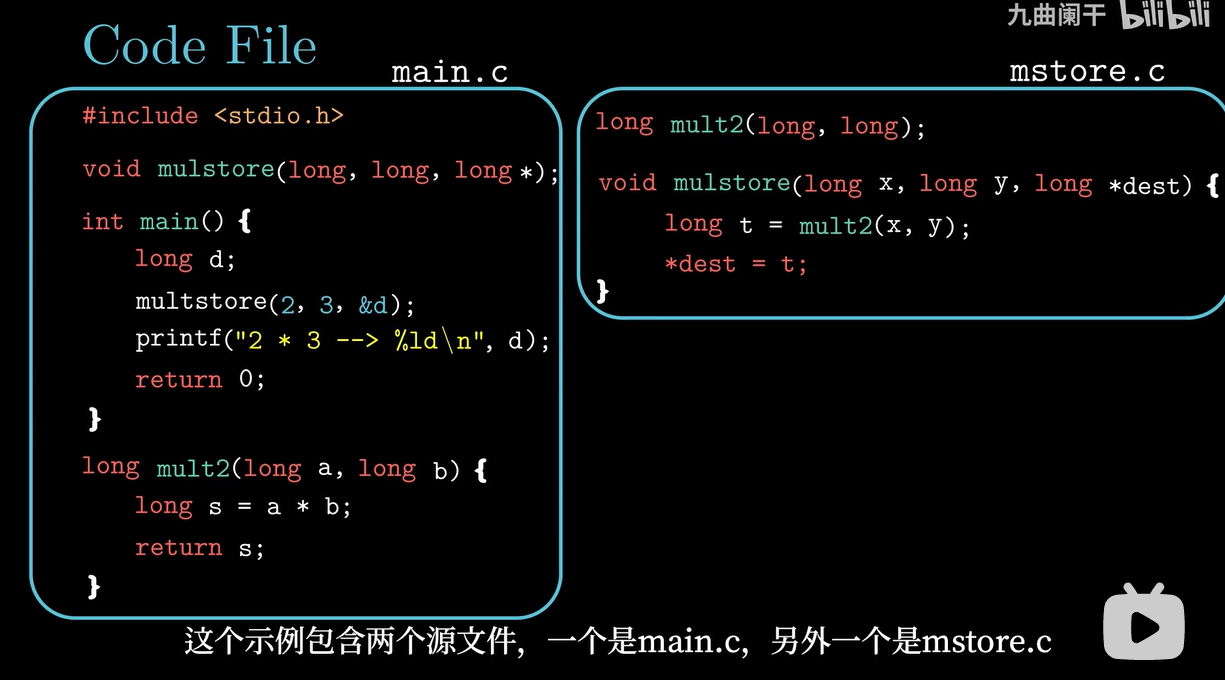 九曲阑干 bilibili
Code File
main.c
#include <stdio.h>
void mulstore(long, long, long *);
int main() {
long d;
multstore(2, 3, &d);
printf("2 * 3 --> %ld\n", d);
return 0;
}
long mult2(long a, long b) {
long s = a * b;
return s;
}
mstore.c
long mult2(long, long);
void mulstore(long x, long y, long *dest) {
long t = mult2(x, y);
*dest = t;
}
这个示例包含两个源文件，一个是main.c，另外一个是mstore.c